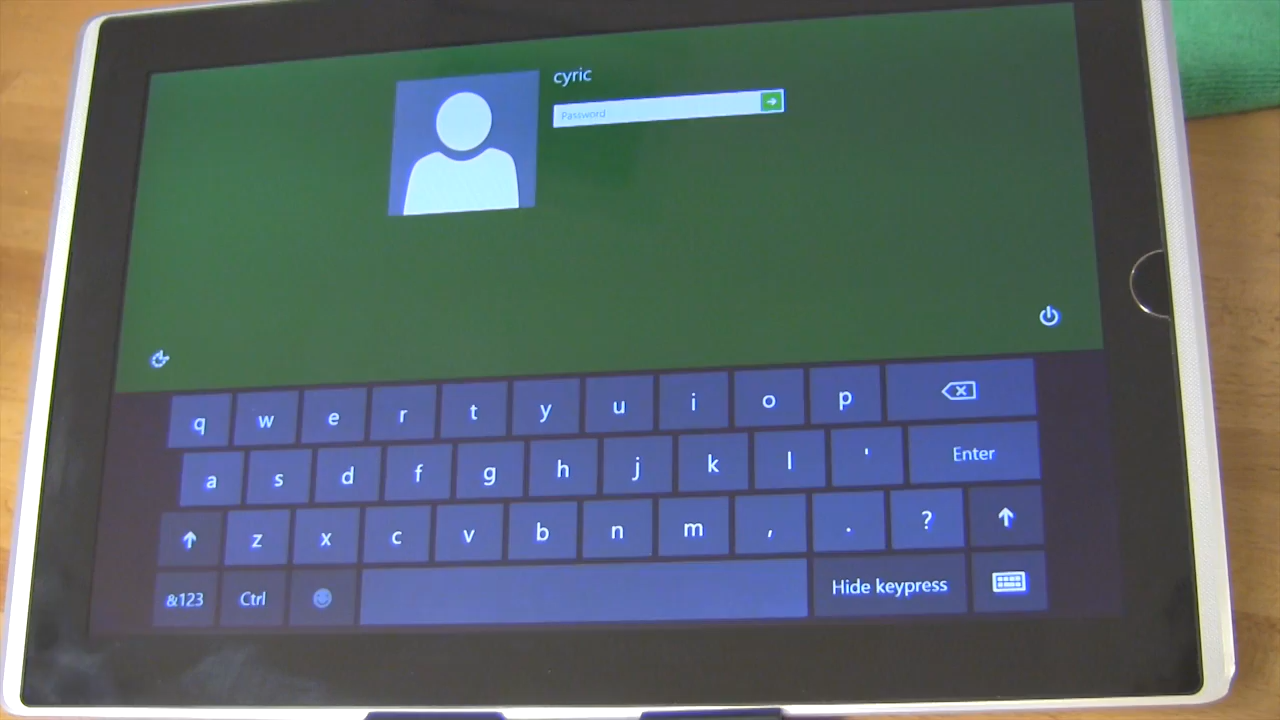 cyric
Password
q w e r t y u i o p
a s d f g h j k l ' Enter
z x c v b n m , . ?
&123 Ctrl Hide keypress